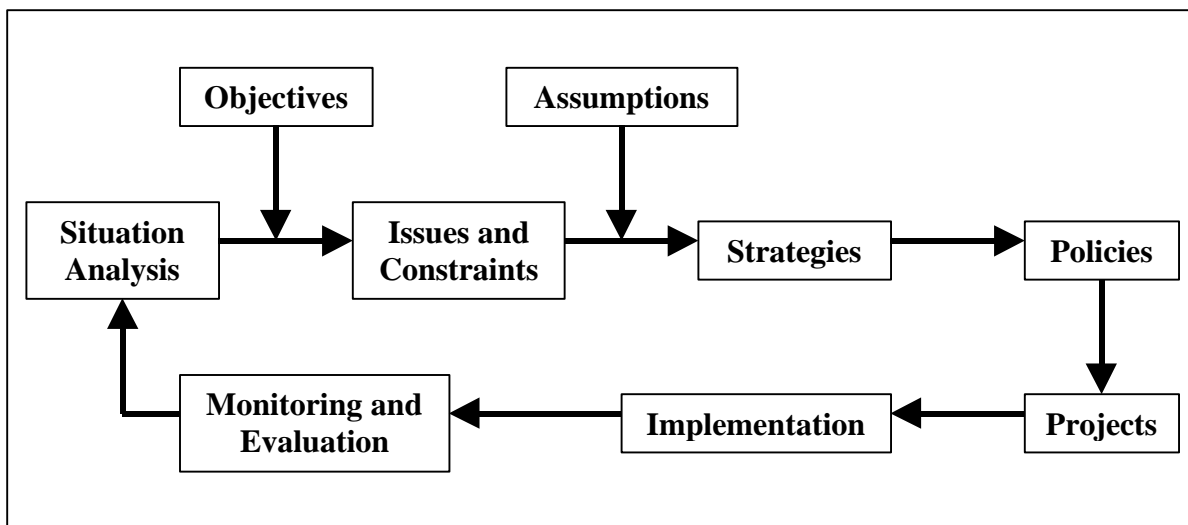 Objectives
Assumptions
Situation
Analysis
Issues and
Constraints
Strategies
Policies
Monitoring and
Evaluation
Implementation
Projects